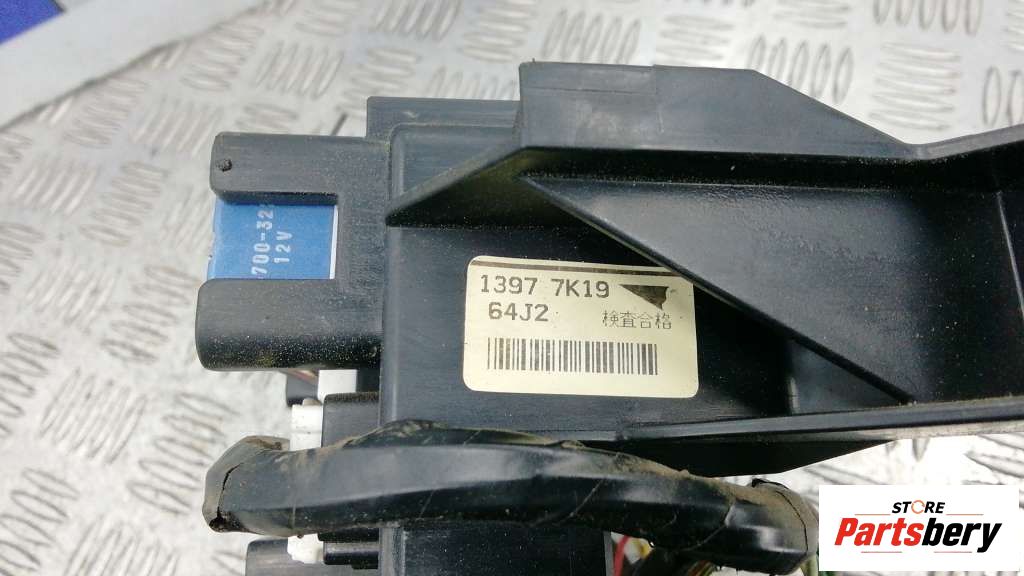 700-32
12V
1397 7K19
64J2 検査合格
STORE
Partsbery